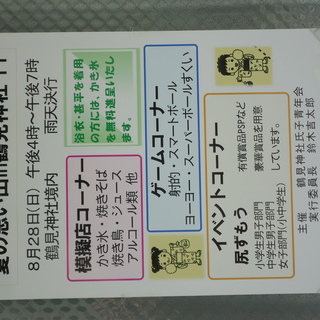 夏の思い出 in 鶴見神社 11
8月28日(日) 午後4時〜午後7時
鶴見神社境内 雨天決行
模擬店コーナー
かき氷・焼きそば
焼き鳥・ジュース
アルコール類 他
浴衣・甚平を着用
の方には、かき氷
を無料進呈いたし
ます。
ゲームコーナー
射的・スマートボール
ヨーヨー・スーパーボールすくい
イベントコーナー
尻ずもう
小学生男子部門
中学生男子部門
女子部門(小中学生)
有償賞品PSPなど
豪華賞品を用意
しています。
主催 鶴見神社氏子青年会
実行委員長 鈴木吉太郎